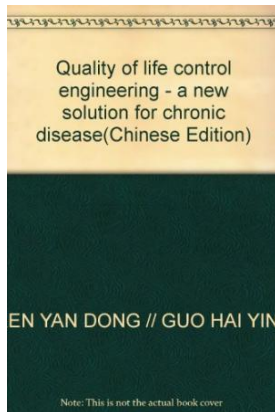 Quality of life control
engineering - a new
solution for chronic
disease(Chinese Edition)
EN YAN DONG // GUO HAI YIN
Note: This is not the actual book cover